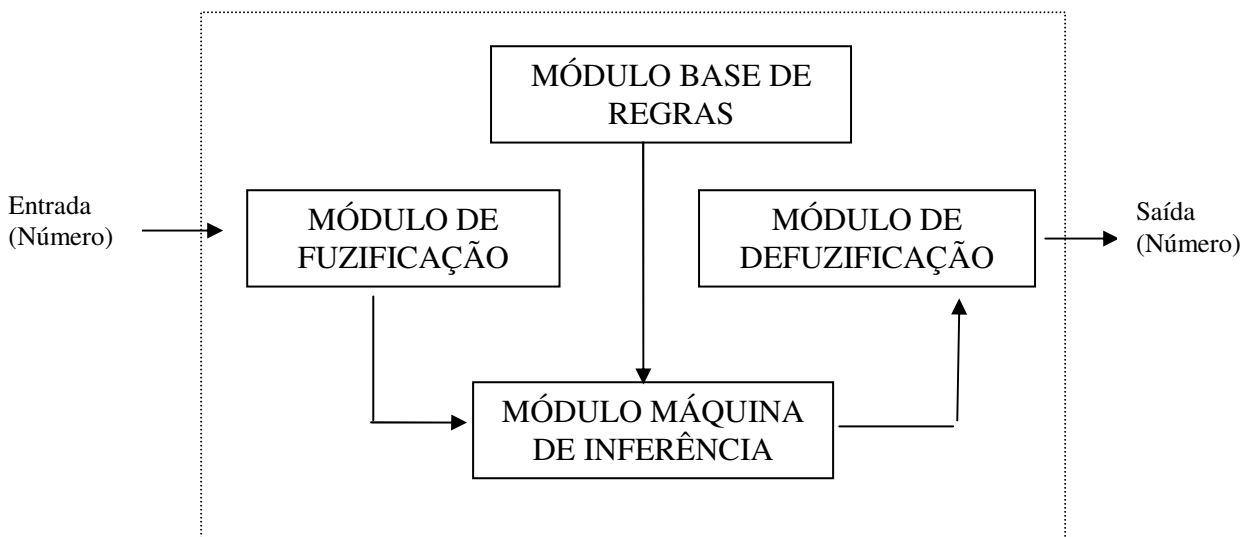 MÓDULO BASE DE
REGRAS
Entrada
(Número)
MÓDULO DE
FUZIFICAÇÃO
MÓDULO DE
DEFUZIFICAÇÃO
Saída
(Número)
MÓDULO MÁQUINA
DE INFERÊNCIA